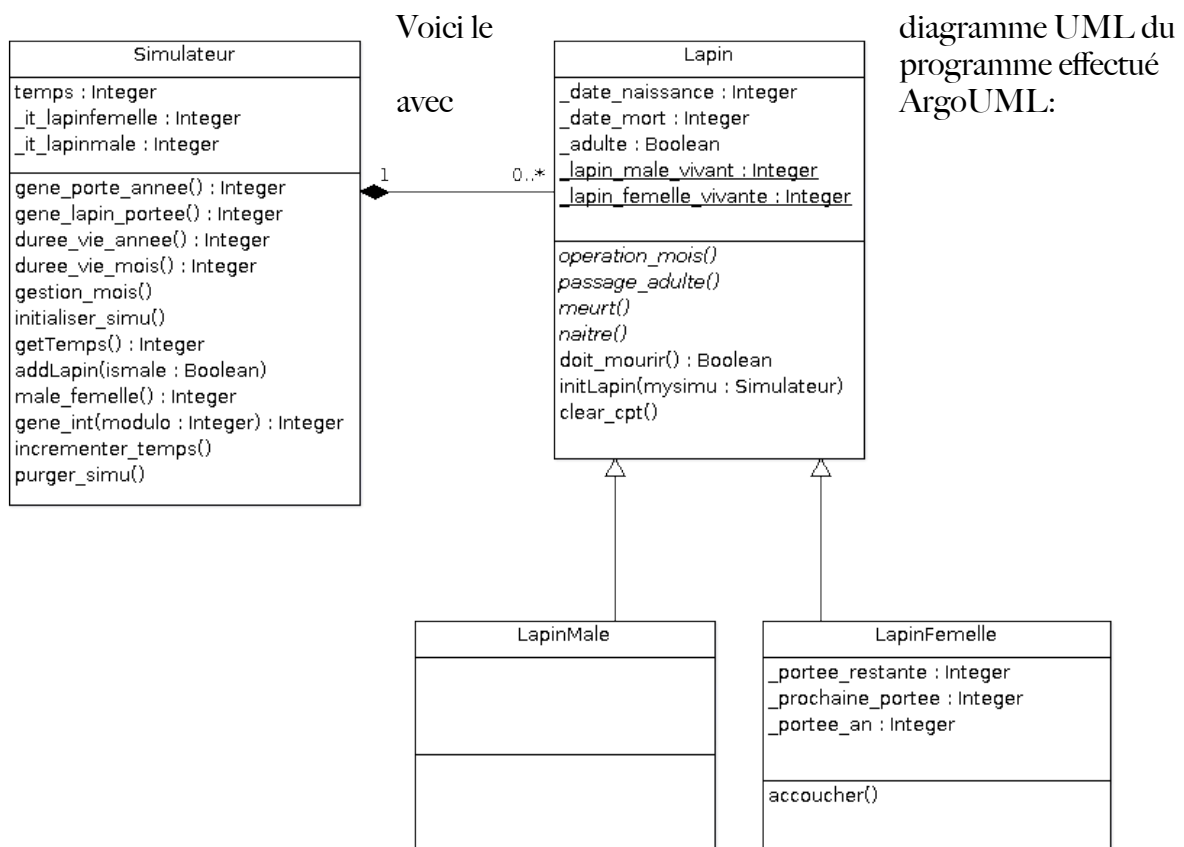 Voici le diagramme UML du
programme effectué
avec ArgoUML:
Simulateur
temps : Integer
_it_lapinfemelle : Integer
_it_lapinmale : Integer
gene_porte_annee() : Integer
gene_lapin_portee() : Integer
duree_vie_annee() : Integer
duree_vie_mois() : Integer
gestion_mois()
initialiser_simu()
getTemps() : Integer
addLapin(ismale : Boolean)
male_femelle() : Integer
gene_int(modulo : Integer) : Integer
incrementer_temps()
purger_simu()
1
0..*
Lapin
_date_naissance : Integer
_date_mort : Integer
_adulte : Boolean
_lapin_male_vivant : Integer
_lapin_femelle_vivante : Integer
operation_mois()
passage_adulte()
meurt()
naitre()
doit_mourir() : Boolean
initLapin(mysimu : Simulateur)
clear_cpt()
LapinMale
LapinFemelle
_portee_restante : Integer
_prochaine_portee : Integer
_portee_an : Integer
accoucher()